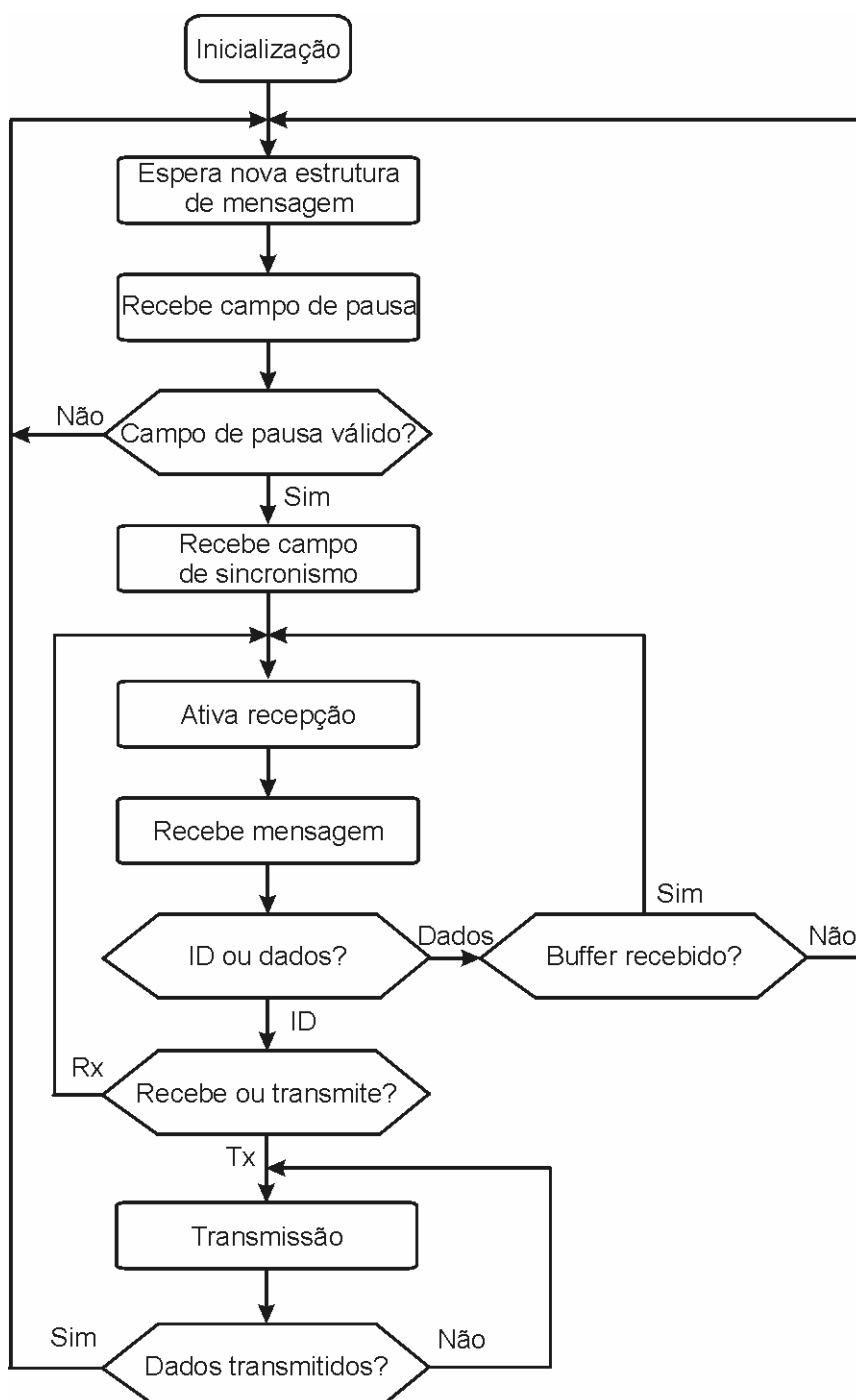 Inicialização
Espera nova estrutura
de mensagem
Recebe campo de pausa
Não
Campo de pausa válido?
Sim
Recebe campo
de sincronismo
Ativa recepção
Recebe mensagem
Sim
ID ou dados?
Dados
Buffer recebido?
Não
ID
Rx
Recebe ou transmite?
Tx
Transmissão
Sim
Dados transmitidos?
Não